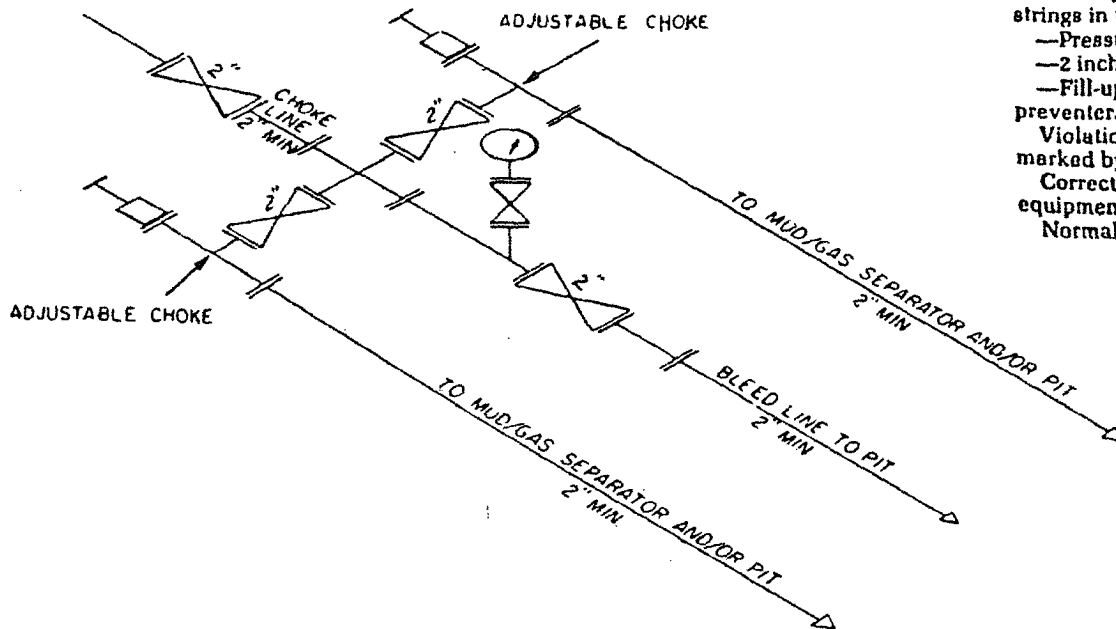 ADJUSTABLE CHOKE
2"
CHOKE
LINE
2" MIN
2"
2"
TO MUD/GAS SEPARATOR AND/OR PIT
2" MIN
ADJUSTABLE CHOKE
2"
BLEED LINE TO PIT
2" MIN
TO MUD/GAS SEPARATOR AND/OR PIT
2" MIN.
strings in
—Pressu
—2 inch
—Fill-up
preventers
Violatio
marked by
Correct
equipmen
Normal